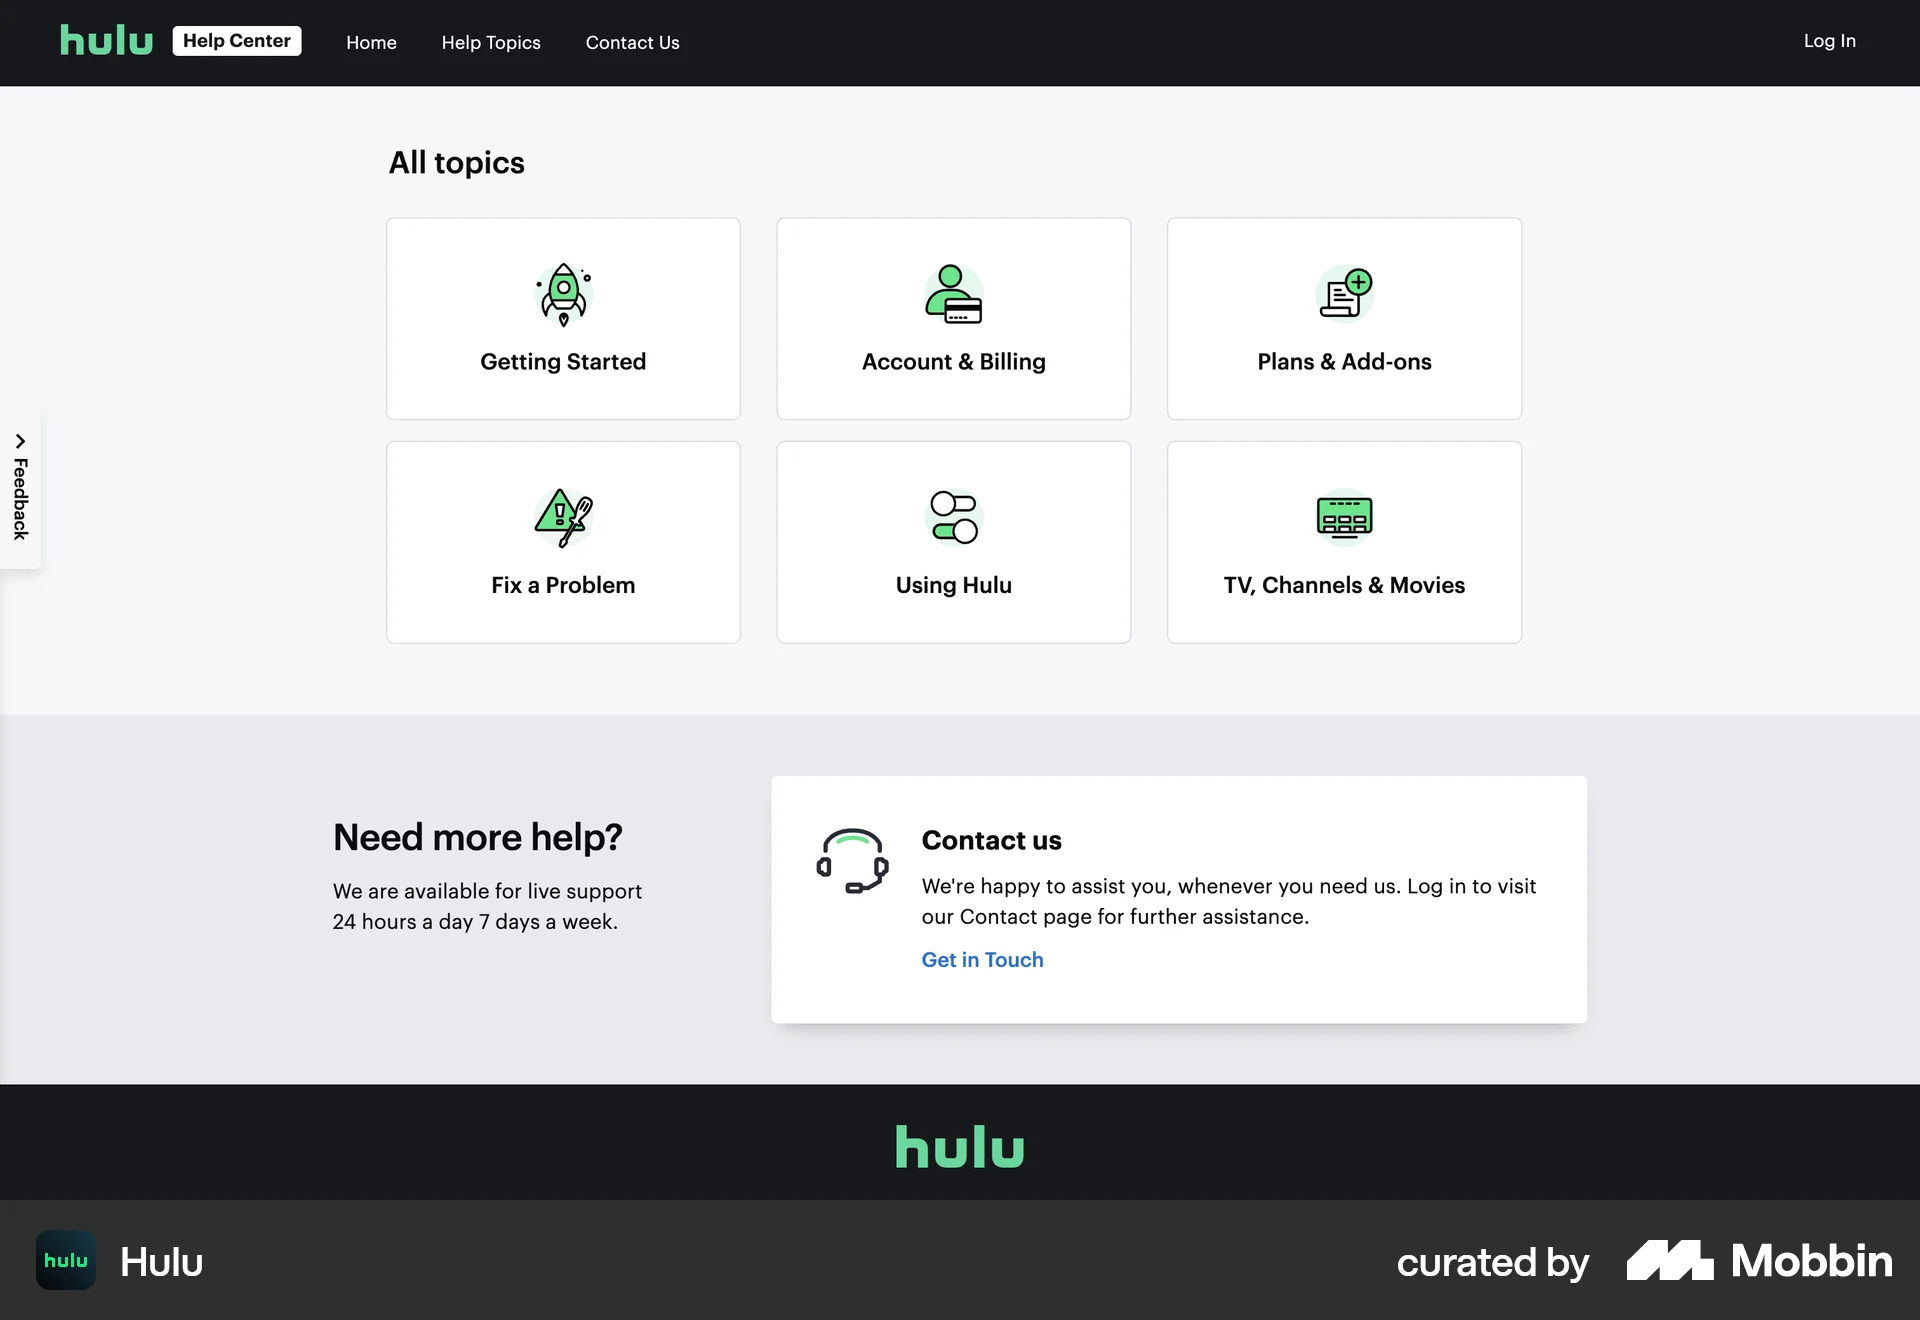 hulu Help Center Home Help Topics Contact Us Log In
All topics
Getting Started
Account & Billing
Plans & Add-ons
Feedback
Fix a Problem
Using Hulu
TV, Channels & Movies
Need more help?
We are available for live support
24 hours a day 7 days a week.
Contact us
We're happy to assist you, whenever you need us. Log in to visit
our Contact page for further assistance.
Get in Touch
hulu
hulu Hulu
curated by Mobbin